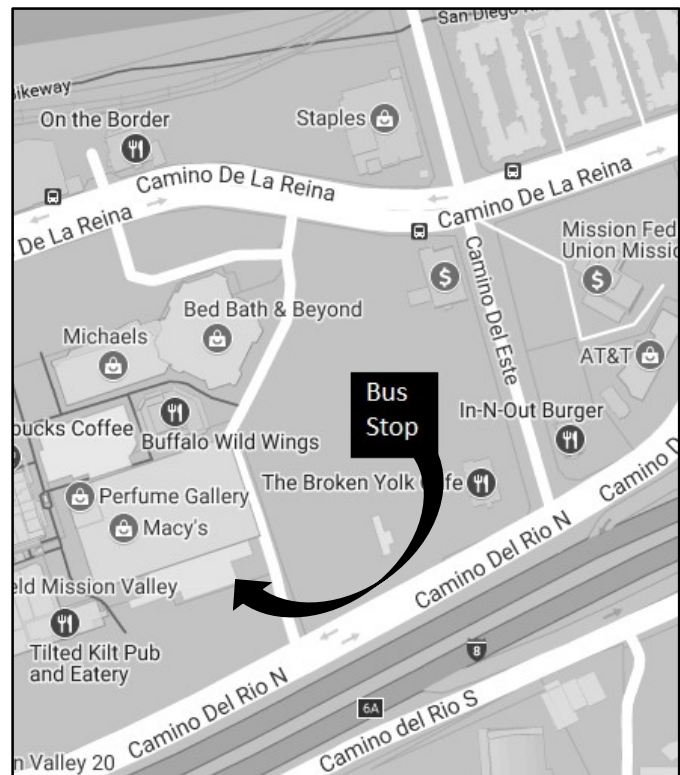 San Diego
ikeway
On the Border
Staples
Camino De La Reina
De La Reina
Camino De La Reina
Mission Fed
Union Missio
Camino Del Este
Bed Bath & Beyond
$
$
Michaels
AT&T
Bus
Stop
In-N-Out Burger
bucks Coffee
Buffalo Wild Wings
The Broken Yolk Cafe
Perfume Gallery
Macy's
Camino D
Camino Del Rio N
eld Mission Valley
Tilted Kilt Pub
and Eatery
8
6A
Camino Del Rio N
Camino del Rio S
n Valley 20